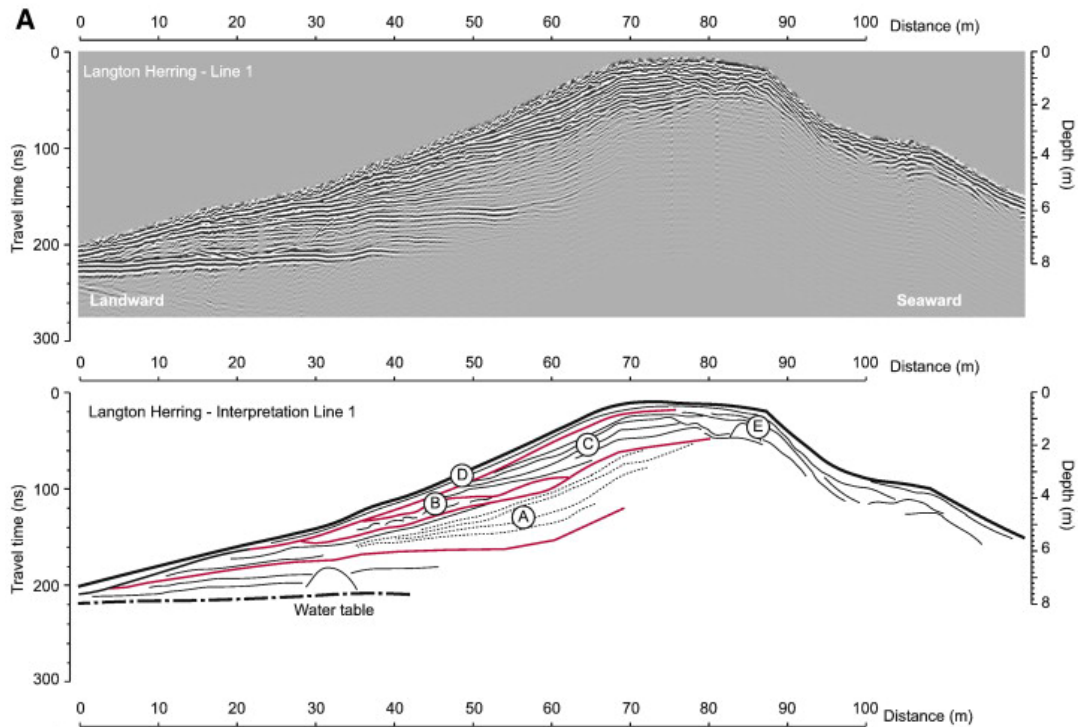 A
0 10 20 30 40 50 60 70 80 90 100 Distance (m)
Langton Herring - Line 1
0
100
200
300
Travel time (ns)
0
2
4
6
8
Depth (m)
Landward
Seaward
0 10 20 30 40 50 60 70 80 90 100 Distance (m)
Langton Herring - Interpretation Line 1
0
100
200
300
Travel time (ns)
0
2
4
6
8
Depth (m)
E
C
D
B
A
Water table
0 10 20 30 40 50 60 70 80 90 100 Distance (m)